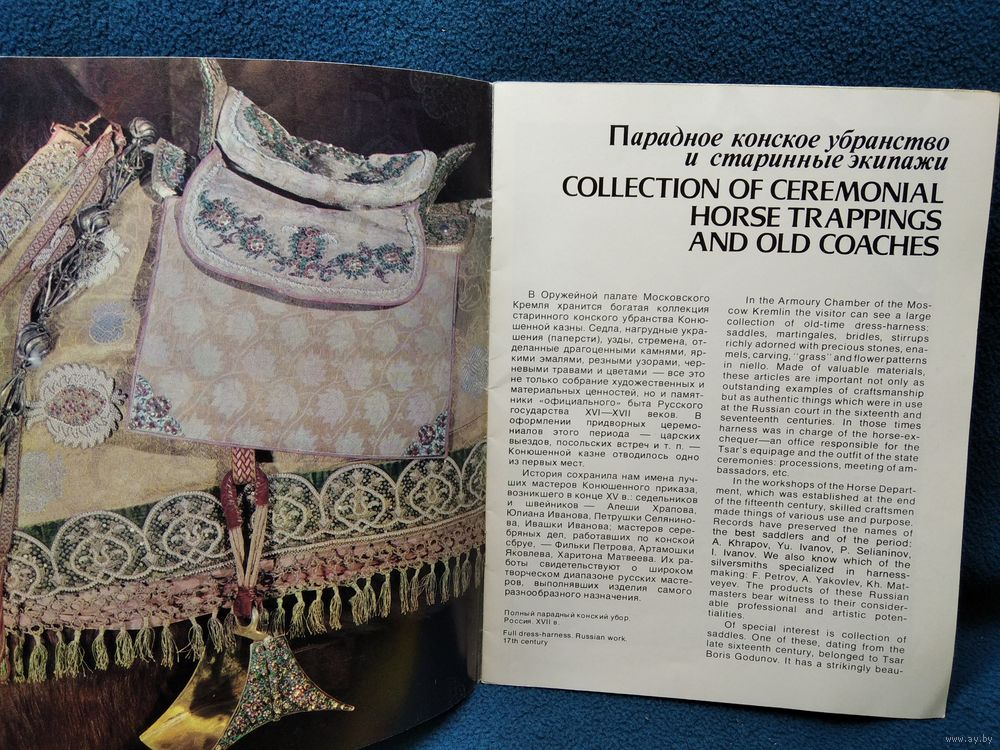 Парадное конское убранство
и старинные экипажи
COLLECTION OF CEREMONIAL
HORSE TRAPPINGS
AND OLD COACHES
В Оружейной палате Московского
Кремля хранится богатая коллекция
старинного конского убранства Коню-
шенной казны. Седла, нагрудные укра-
шения (паперсти), узды, стремена, от-
деланные драгоценными камнями, яр-
кими эмалями, резными узорами, чер-
невыми травами и цветами — все это
не только собрание художественных и
материальных ценностей, но и памят-
ники «официального» быта Русского
государства XVI—XVII веков. В
оформлении придворных церемо-
ниалов этого периода — царских
выездов, посольских встреч и т. п. —
Конюшенной казне отводилось одно
из первых мест.
История сохранила нам имена луч-
ших мастеров Конюшенного приказа,
возникшего в конце XV в.: седельников
и швейников — Алеши Храпова,
Юлиана Иванова, Петрушки Селянино-
ва, Ивашки Иванова; мастеров сере-
бряных дел, работавших по конской
сбруе, — Фильки Петрова, Артамошки
Яковлева, Харитона Матвеева. Их ра-
боты свидетельствуют о широком
творческом диапазоне русских масте-
ров, выполнявших изделия самого
разнообразного назначения.
Полный парадный конский убор.
Россия. XVII в.
Full dress-harness. Russian work.
17th century
In the Armoury Chamber of the Mos-
cow Kremlin the visitor can see a large
collection of old-time dress-harness:
saddles, martingales, bridles, stirrups
richly adorned with precious stones, ena-
mels, carving, "grass" and flower patterns
in niello. Made of valuable materials,
these articles are important not only as
outstanding examples of craftsmanship
but as authentic things which were in use
at the Russian court in the sixteenth and
seventeenth centuries. In those times
harness was in charge of the horse-ex-
chequer—an office responsible for the
Tsar's equipage and the outfit of the state
ceremonies: processions, meeting of am-
bassadors, etc.
In the workshops of the Horse Depart-
ment, which was established at the end
of the fifteenth century, skilled craftsmen
made things of various use and purpose.
Records have preserved the names of
the best saddlers and of the period:
A. Khrapov, Yu. Ivanov, P. Selianinov,
I. Ivanov. We also know which of the
silversmiths specialized in harness-
making: F. Petrov, A. Yakovlev, Kh. Mat-
veyev. The products of these Russian
masters bear witness to their consider-
able professional and artistic poten-
tialities.
Of special interest is collection of
saddles. One of these, dating from the
late sixteenth century, belonged to Tsar
Boris Godunov. It has a strikingly beau-
www.ay.by